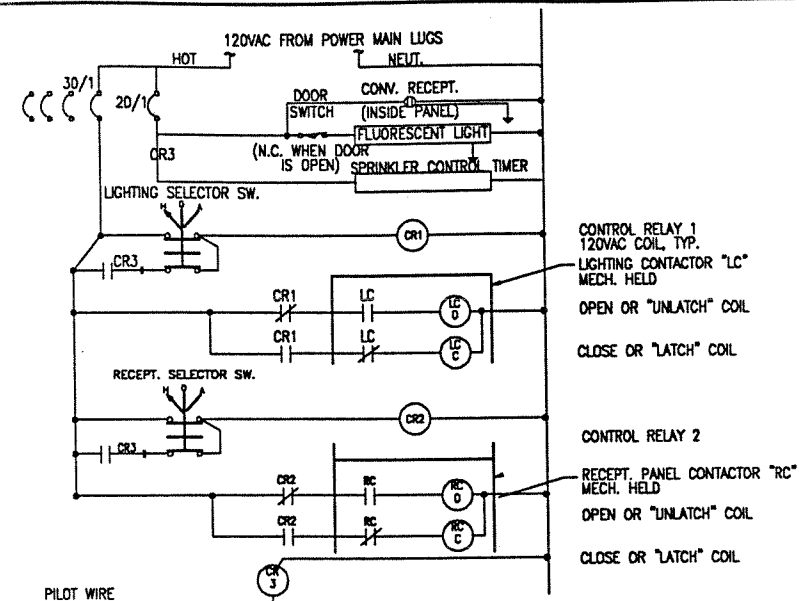 120VAC FROM POWER MAIN LUGS
HOT
NEUT.
30/1
20/1
DOOR
SWITCH
CONV. RECEPT.
(INSIDE PANEL)
FLUORESCENT LIGHT
CR3
(N.C. WHEN DOOR
IS OPEN)
SPRINKLER CONTROL TIMER
LIGHTING SELECTOR SW.
H
O
A
CR1
CONTROL RELAY 1
120VAC COIL, TYP.
CR3
LIGHTING CONTACTOR "LC"
MECH. HELD
CR1
LC
LC
O
OPEN OR "UNLATCH" COIL
CR1
LC
LC
C
CLOSE OR "LATCH" COIL
RECEPT. SELECTOR SW.
H
O
A
CR2
CONTROL RELAY 2
CR3
RECEPT. PANEL CONTACTOR "RC"
MECH. HELD
CR2
RC
RC
O
OPEN OR "UNLATCH" COIL
CR2
RC
RC
C
CLOSE OR "LATCH" COIL
CR
3
PILOT WIRE